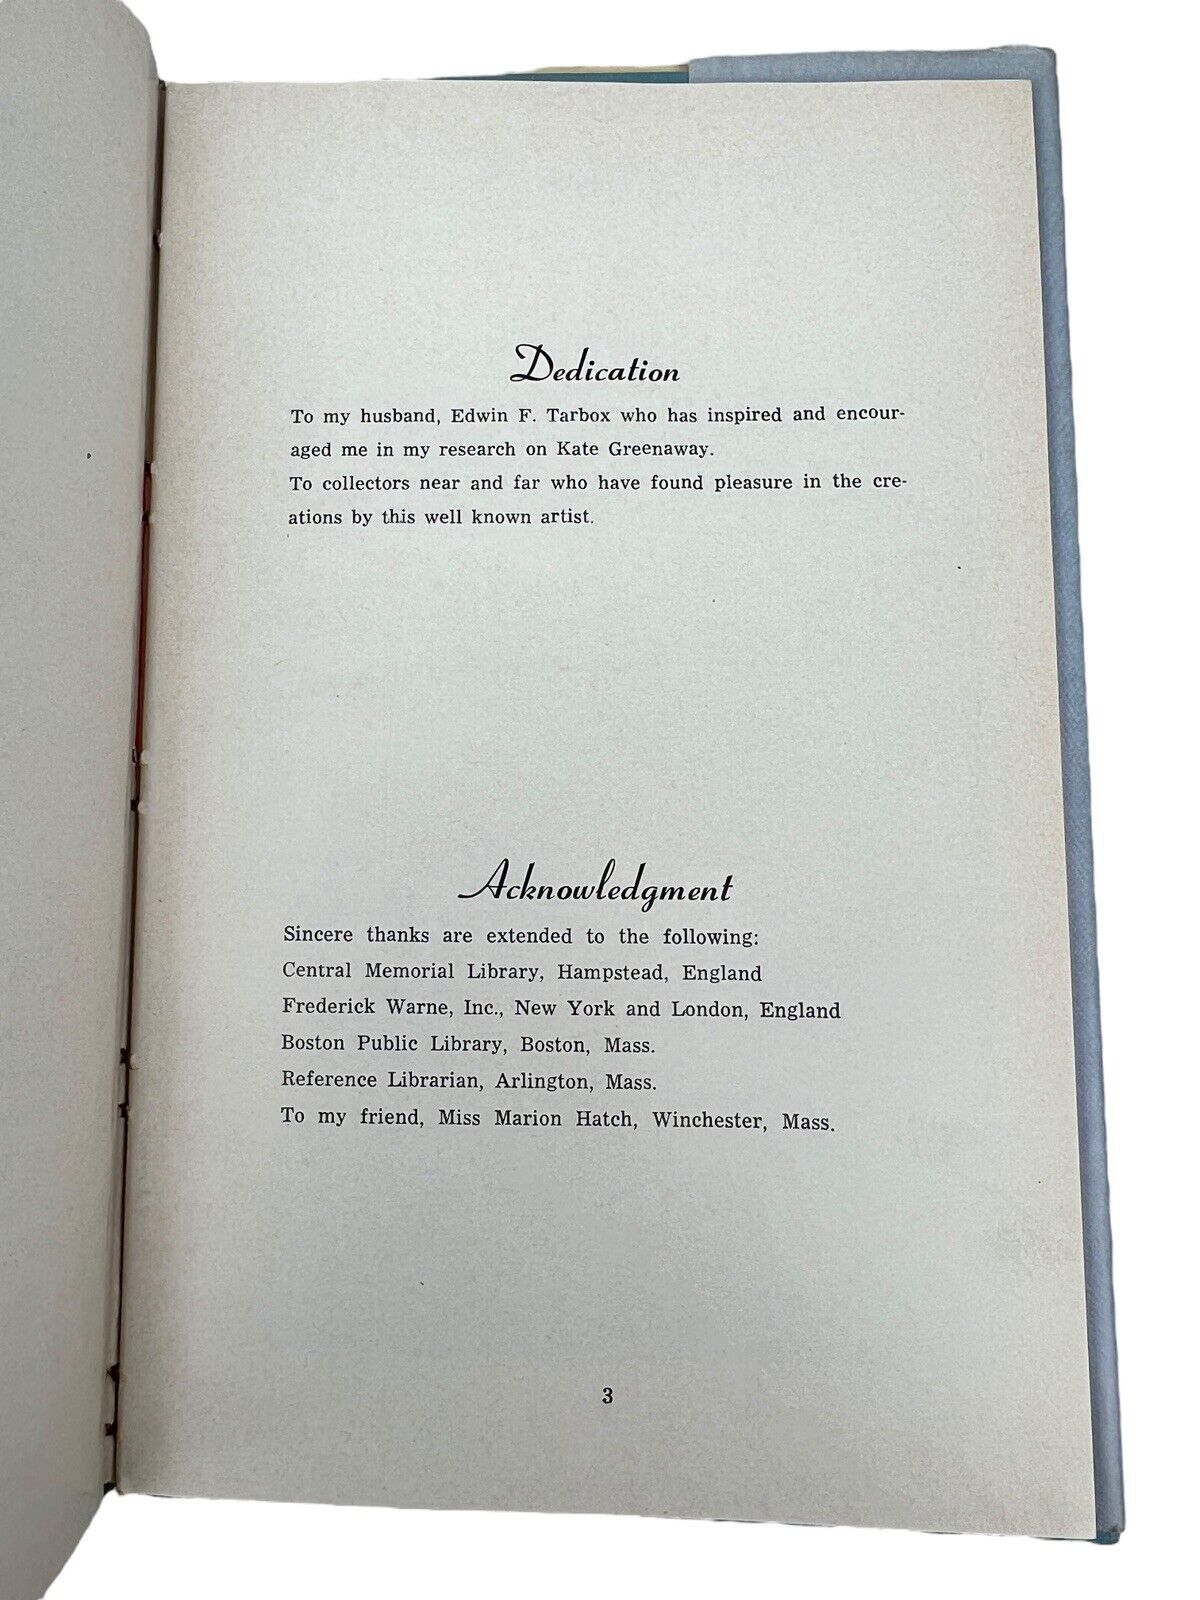 Dedication
To my husband, Edwin F. Tarbox who has inspired and encour-
aged me in my research on Kate Greenaway.
To collectors near and far who have found pleasure in the cre-
ations by this well known artist.
Acknowledgment
Sincere thanks are extended to the following:
Central Memorial Library, Hampstead, England
Frederick Warne, Inc., New York and London, England
Boston Public Library, Boston, Mass.
Reference Librarian, Arlington, Mass.
To my friend, Miss Marion Hatch, Winchester, Mass.
3